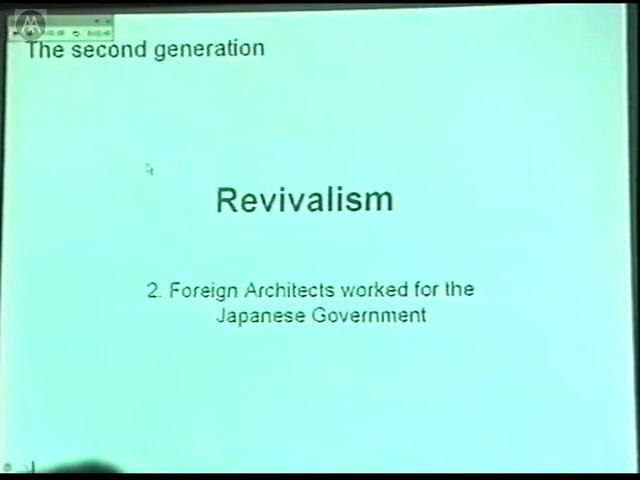 The second generation
Revivalism
2. Foreign Architects worked for the
Japanese Government